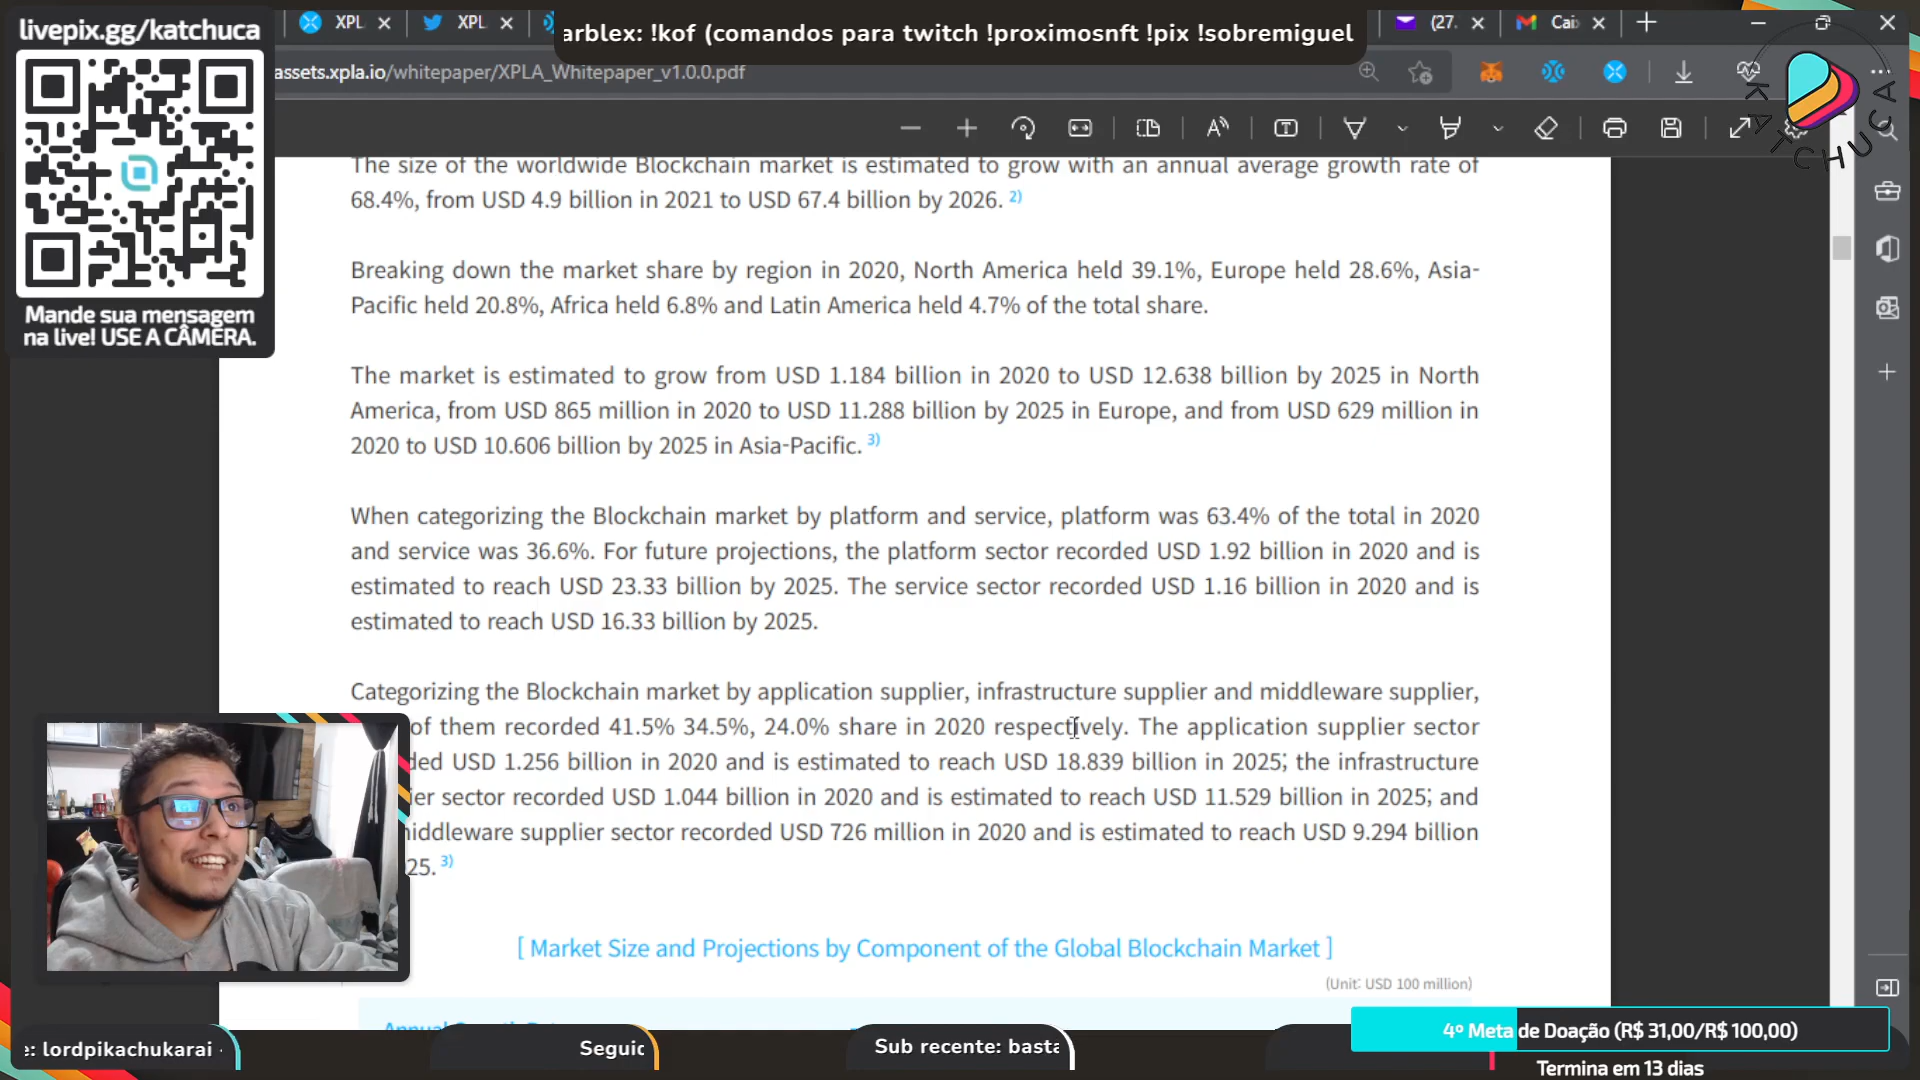 livepix.gg/katchuca
Mande sua mensagem
na live! USE A CÂMERA.
XPL
XPL
arblex: !kof (comandos para twitch !proximosnft !pix !sobremiguel
(27.
Cai
assets.xpla.io/whitepaper/XPLA_Whitepaper_v1.0.0.pdf
KATCHUCA
The size of the worldwide Blockchain market is estimated to grow with an annual average growth rate of
68.4%, from USD 4.9 billion in 2021 to USD 67.4 billion by 2026. 2)
Breaking down the market share by region in 2020, North America held 39.1%, Europe held 28.6%, Asia-
Pacific held 20.8%, Africa held 6.8% and Latin America held 4.7% of the total share.
The market is estimated to grow from USD 1.184 billion in 2020 to USD 12.638 billion by 2025 in North
America, from USD 865 million in 2020 to USD 11.288 billion by 2025 in Europe, and from USD 629 million in
2020 to USD 10.606 billion by 2025 in Asia-Pacific. 3)
When categorizing the Blockchain market by platform and service, platform was 63.4% of the total in 2020
and service was 36.6%. For future projections, the platform sector recorded USD 1.92 billion in 2020 and is
estimated to reach USD 23.33 billion by 2025. The service sector recorded USD 1.16 billion in 2020 and is
estimated to reach USD 16.33 billion by 2025.
Categorizing the Blockchain market by application supplier, infrastructure supplier and middleware supplier,
of them recorded 41.5% 34.5%, 24.0% share in 2020 respectively. The application supplier sector
ded USD 1.256 billion in 2020 and is estimated to reach USD 18.839 billion in 2025; the infrastructure
ier sector recorded USD 1.044 billion in 2020 and is estimated to reach USD 11.529 billion in 2025; and
iddleware supplier sector recorded USD 726 million in 2020 and is estimated to reach USD 9.294 billion
25. 3)
[ Market Size and Projections by Component of the Global Blockchain Market ]
(Unit: USD 100 million)
e: lordpikachukarai -
Seguic
Sub recente: basta
4º Meta de Doação (R$ 31,00/R$ 100,00)
Termina em 13 dias